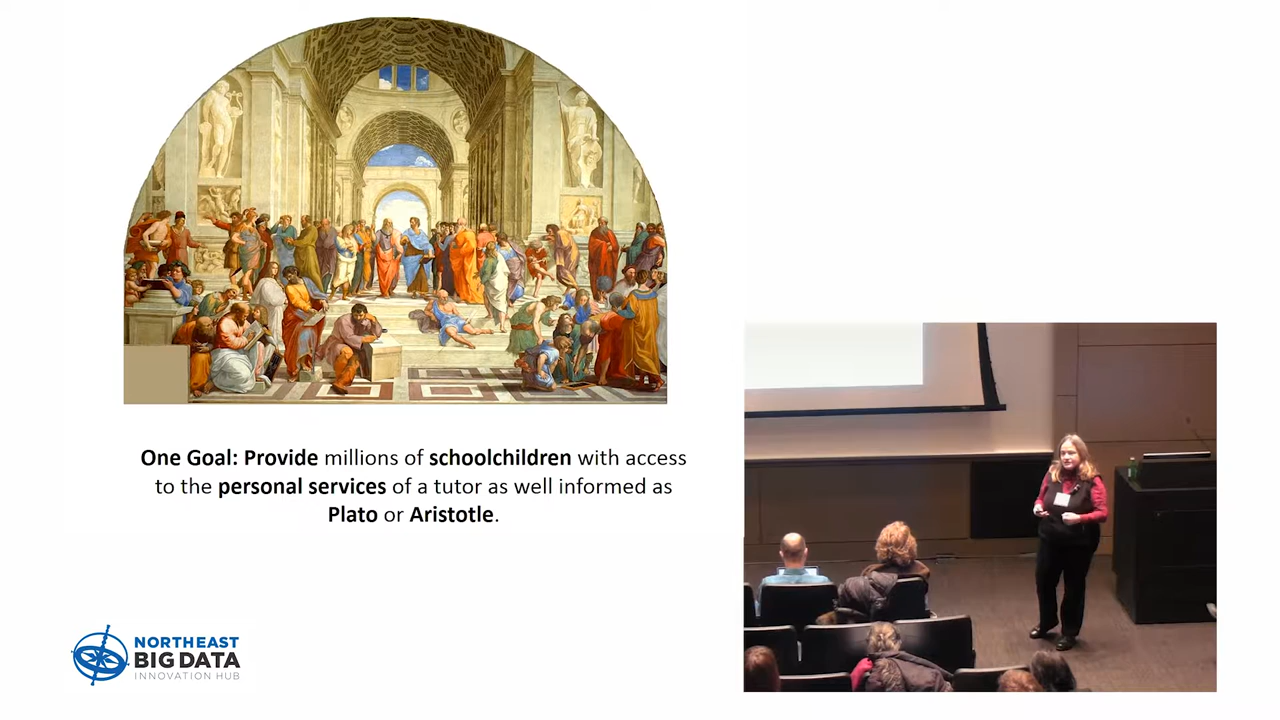 One Goal: Provide millions of schoolchildren with access
to the personal services of a tutor as well informed as
Plato or Aristotle.
NORTHEAST
BIG DATA
INNOVATION HUB